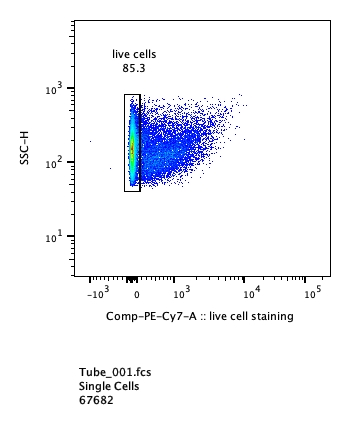 live cells
85.3
10³
10²
10¹
SSC-H
-10³ 0 10³ 10⁴ 10⁵
Comp-PE-Cy7-A :: live cell staining
Tube_001.fcs
Single Cells
67682